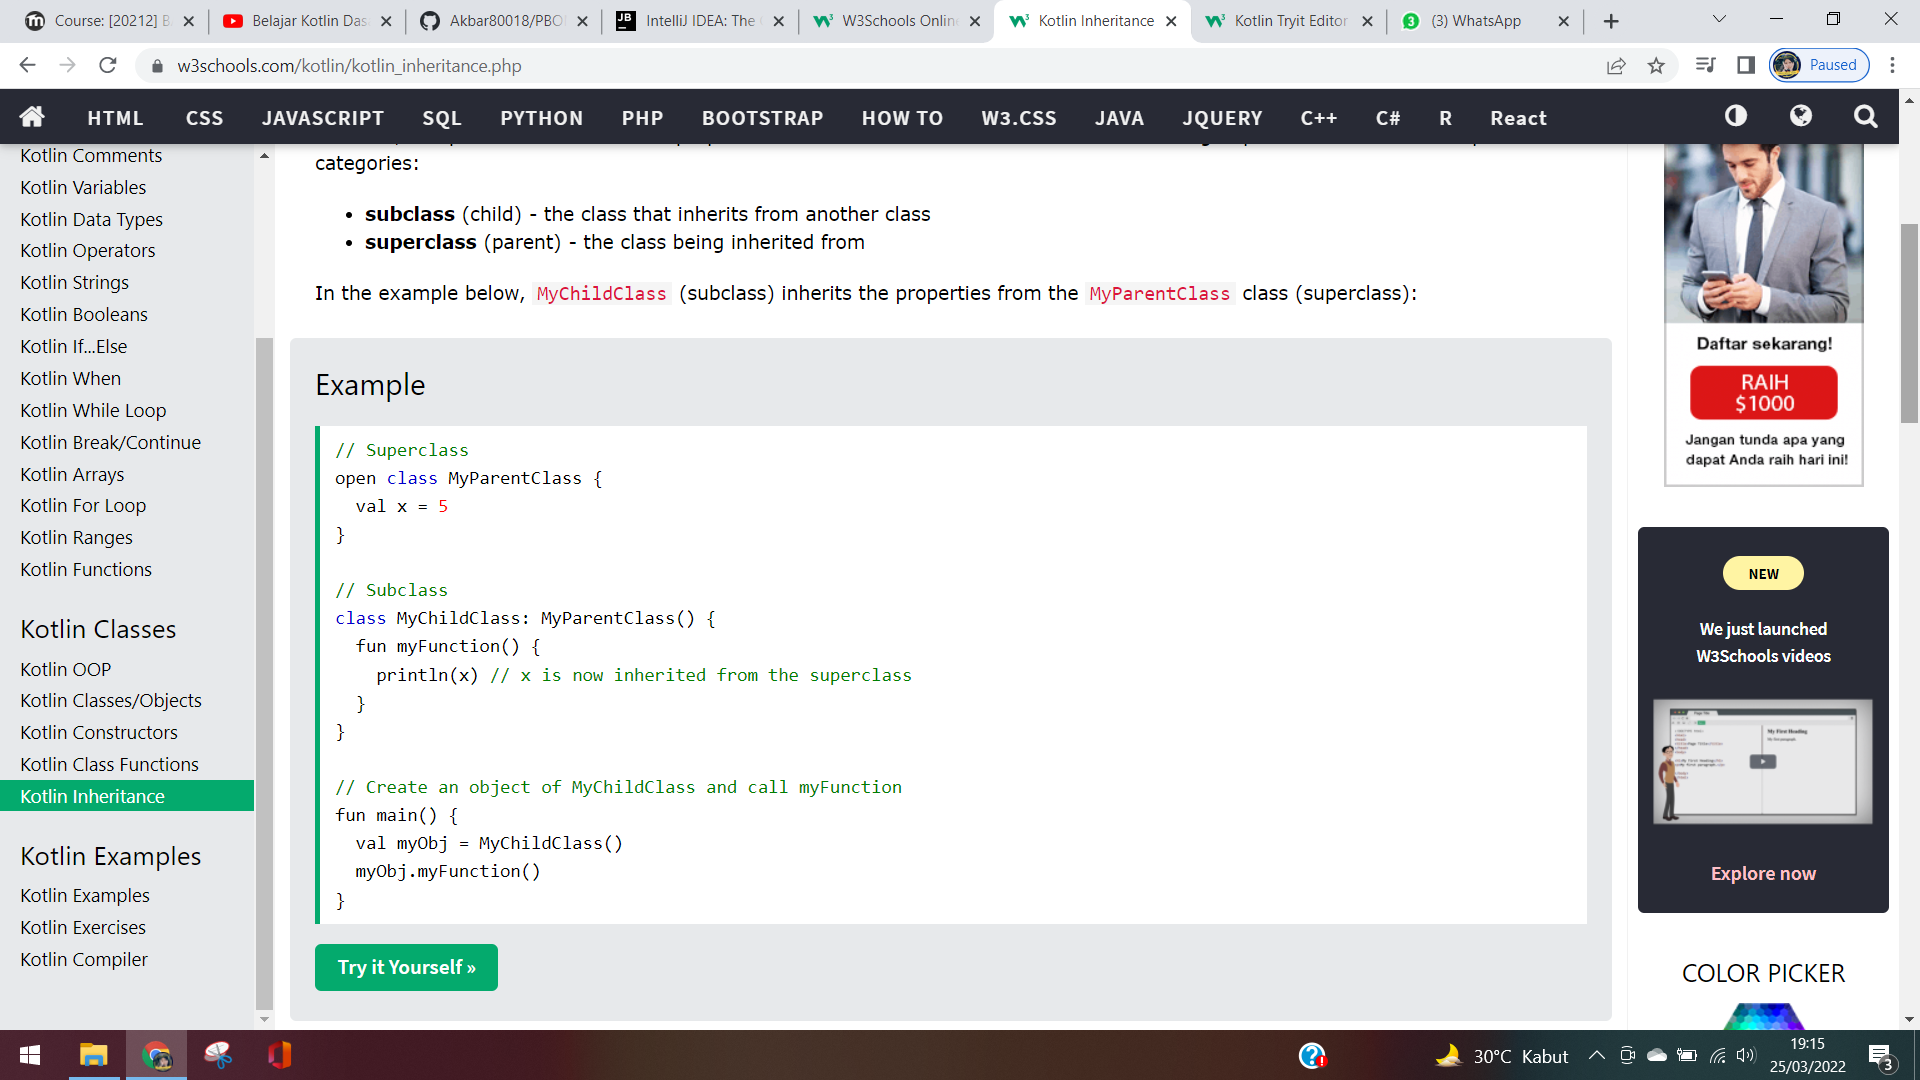 Course: [20212] B
Belajar Kotlin Das
Akbar80018/PBO
IntelliJ IDEA: The
W3Schools Online
Kotlin Inheritance
Kotlin Tryit Editor
(3) WhatsApp
w3schools.com/kotlin/kotlin_inheritance.php
Paused
HTML
CSS
JAVASCRIPT
SQL
PYTHON
PHP
BOOTSTRAP
HOW TO
W3.CSS
JAVA
JQUERY
C++
C#
R
React
Kotlin Comments
Kotlin Variables
Kotlin Data Types
Kotlin Operators
Kotlin Strings
Kotlin Booleans
Kotlin If...Else
Kotlin When
Kotlin While Loop
Kotlin Break/Continue
Kotlin Arrays
Kotlin For Loop
Kotlin Ranges
Kotlin Functions
Kotlin Classes
Kotlin OOP
Kotlin Classes/Objects
Kotlin Constructors
Kotlin Class Functions
Kotlin Inheritance
Kotlin Examples
Kotlin Examples
Kotlin Exercises
Kotlin Compiler
categories:
• subclass (child) - the class that inherits from another class
• superclass (parent) - the class being inherited from
In the example below, MyChildClass (subclass) inherits the properties from the MyParentClass class (superclass):
Example
// Superclass
open class MyParentClass {
val x = 5
}
// Subclass
class MyChildClass: MyParentClass() {
fun myFunction() {
println(x) // x is now inherited from the superclass
}
}
// Create an object of MyChildClass and call myFunction
fun main() {
val myObj = MyChildClass()
myObj.myFunction()
}
Try it Yourself »
Daftar sekarang!
RAIH
$1000
Jangan tunda apa yang
dapat Anda raih hari ini!
NEW
We just launched
W3Schools videos
My First Heading
Explore now
COLOR PICKER
30°C Kabut
19:15
25/03/2022
3